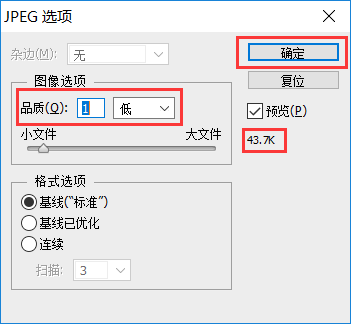 JPEG 选项
杂边(M): 无
确定
复位
预览(P)
43.7K
图像选项
品质(Q): 1 低
小文件 大文件
格式选项
基线(“标准”)
基线已优化
连续
扫描: 3